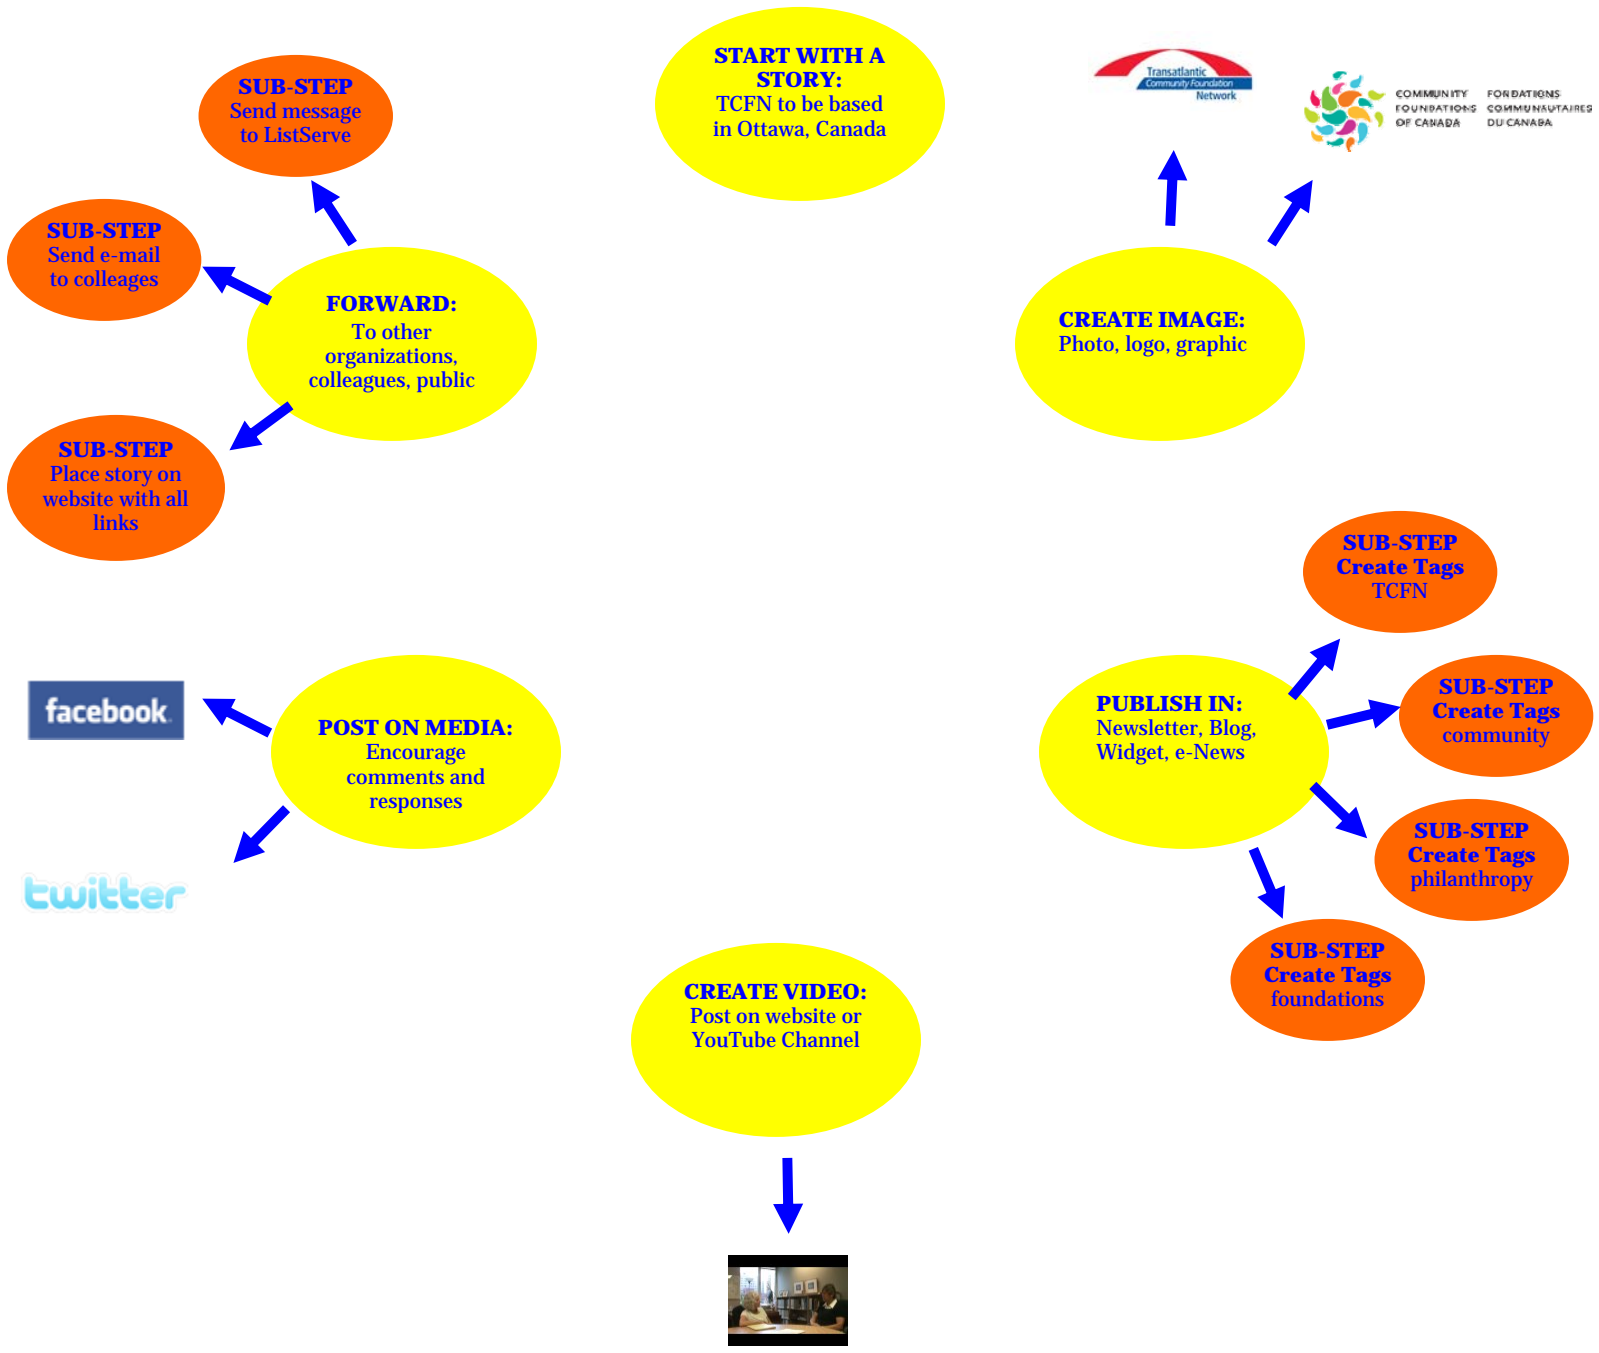 START WITH A
STORY:
TCFN to be based
in Ottawa, Canada
Transatlantic
Community Foundation
Network
COMMUNITY
FOUNDATIONS
OF CANADA
FONDATIONS
COMMUNAUTAIRES
DU CANADA
CREATE IMAGE:
Photo, logo, graphic
SUB-STEP
Create Tags
TCFN
SUB-STEP
Create Tags
community
SUB-STEP
Create Tags
philanthropy
SUB-STEP
Create Tags
foundations
PUBLISH IN:
Newsletter, Blog,
Widget, e-News
CREATE VIDEO:
Post on website or
YouTube Channel
POST ON MEDIA:
Encourage
comments and
responses
facebook
twitter
FORWARD:
To other
organizations,
colleagues, public
SUB-STEP
Send message
to ListServe
SUB-STEP
Send e-mail
to colleages
SUB-STEP
Place story on
website with all
links